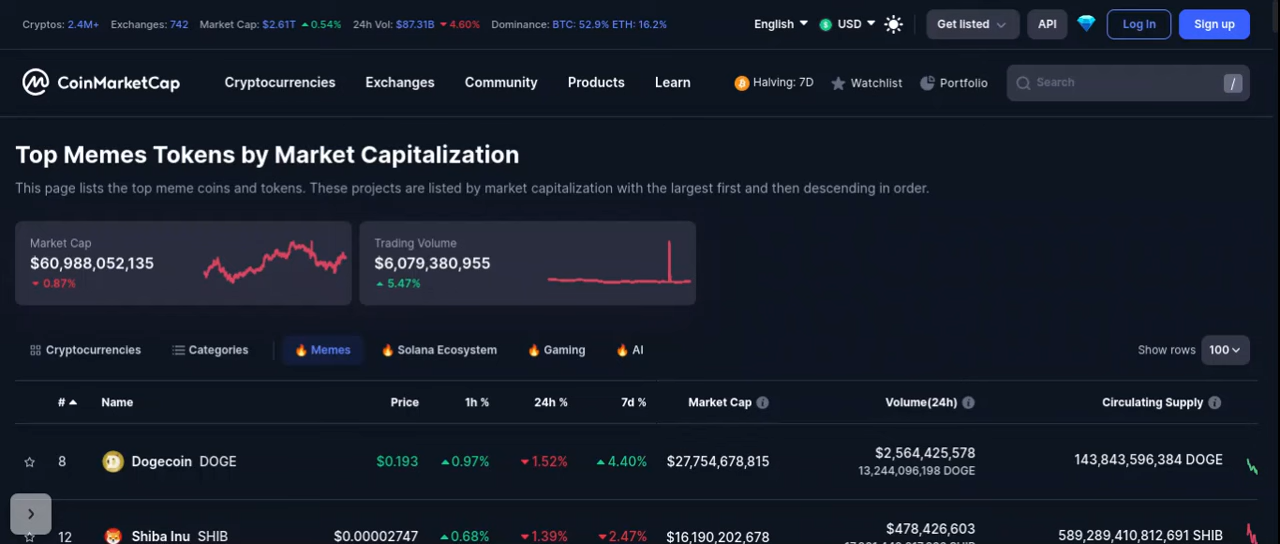 Cryptos: 2.4M+ Exchanges: 742 Market Cap: $2.61T 0.54% 24h Vol: $87.31B 4.60% Dominance: BTC: 52.9% ETH: 16.2% English USD Get listed API Log In Sign up
CoinMarketCap Cryptocurrencies Exchanges Community Products Learn Halving: 7D Watchlist Portfolio Search /
Top Memes Tokens by Market Capitalization
This page lists the top meme coins and tokens. These projects are listed by market capitalization with the largest first and then descending in order.
Market Cap
$60,988,052,135
0.87%
Trading Volume
$6,079,380,955
5.47%
Cryptocurrencies Categories Memes Solana Ecosystem Gaming AI Show rows 100
# Name Price 1h % 24h % 7d % Market Cap Volume(24h) Circulating Supply
8 Dogecoin DOGE $0.193 0.97% 1.52% 4.40% $27,754,678,815 $2,564,425,578 143,843,596,384 DOGE
13,244,096,198 DOGE
12 Shiba Inu SHIB $0.00002747 0.68% 1.39% 2.47% $16,190,202,678 $478,426,603 589,289,410,812,691 SHIB